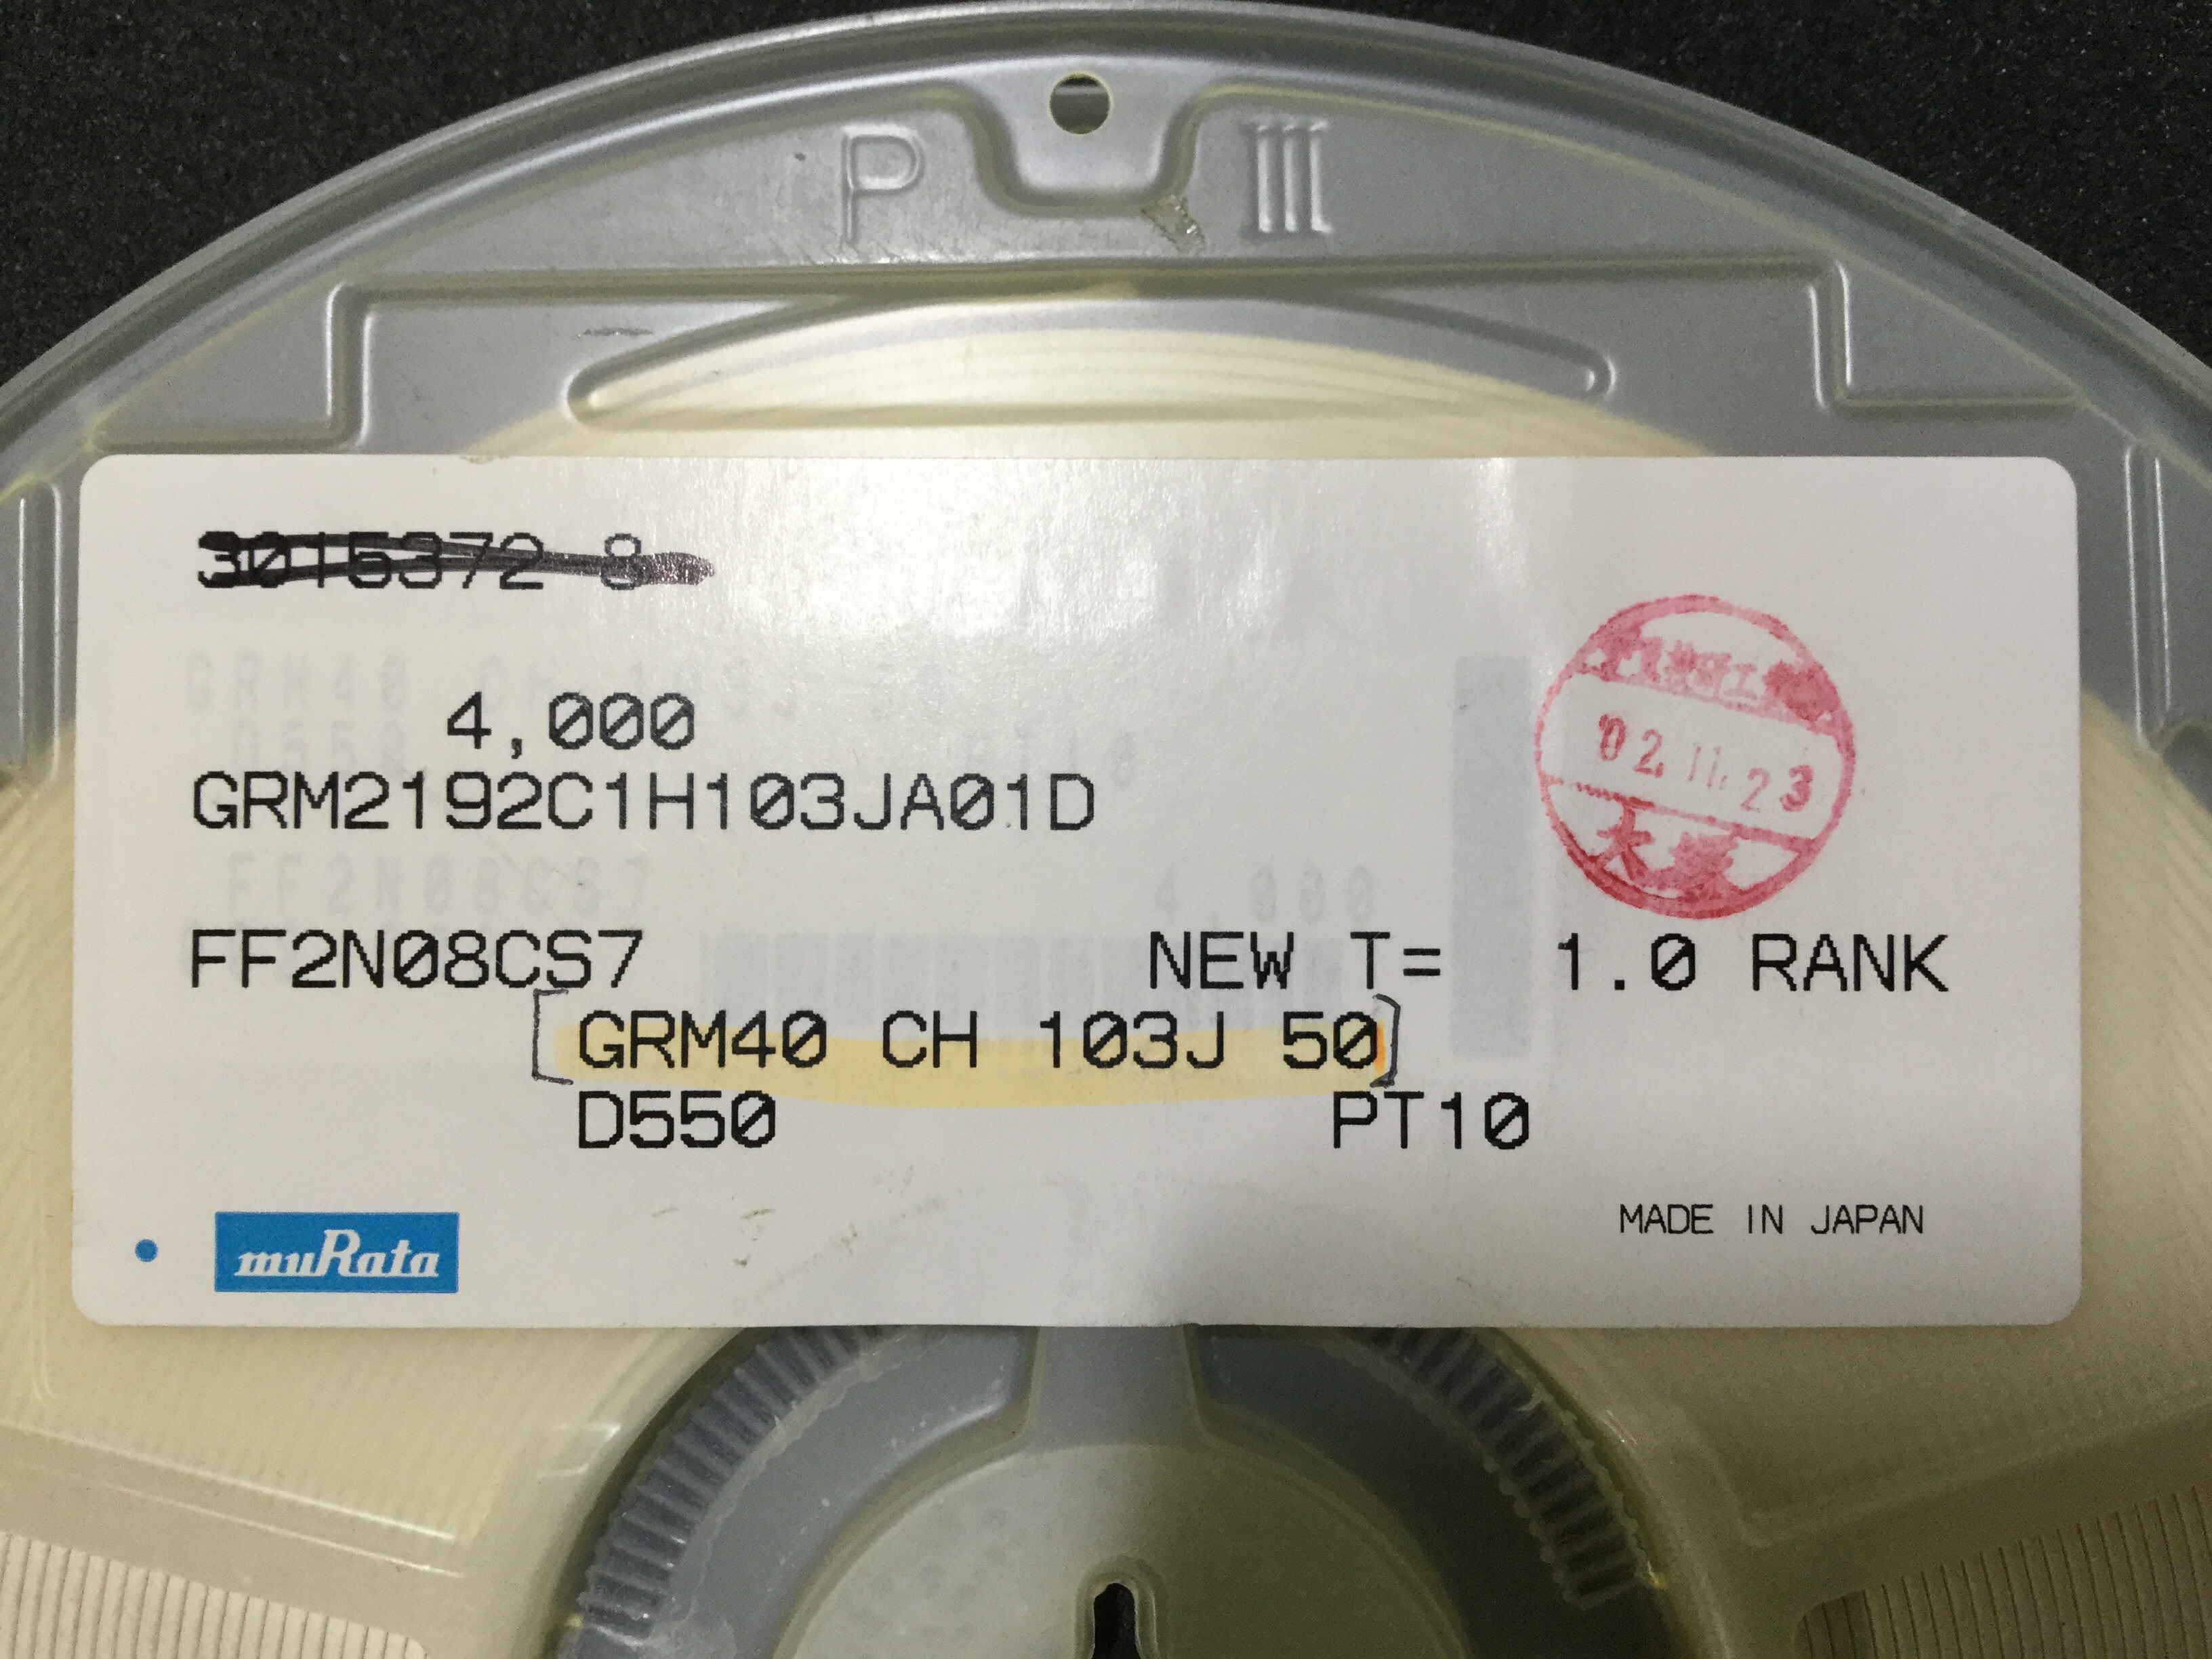 P III
3015372 8
4,000
GRM2192C1H103JA01D
02.11.23
FF2N08CS7 NEW T= 1.0 RANK
[GRM40 CH 103J 50]
D550 PT10
muRata
MADE IN JAPAN